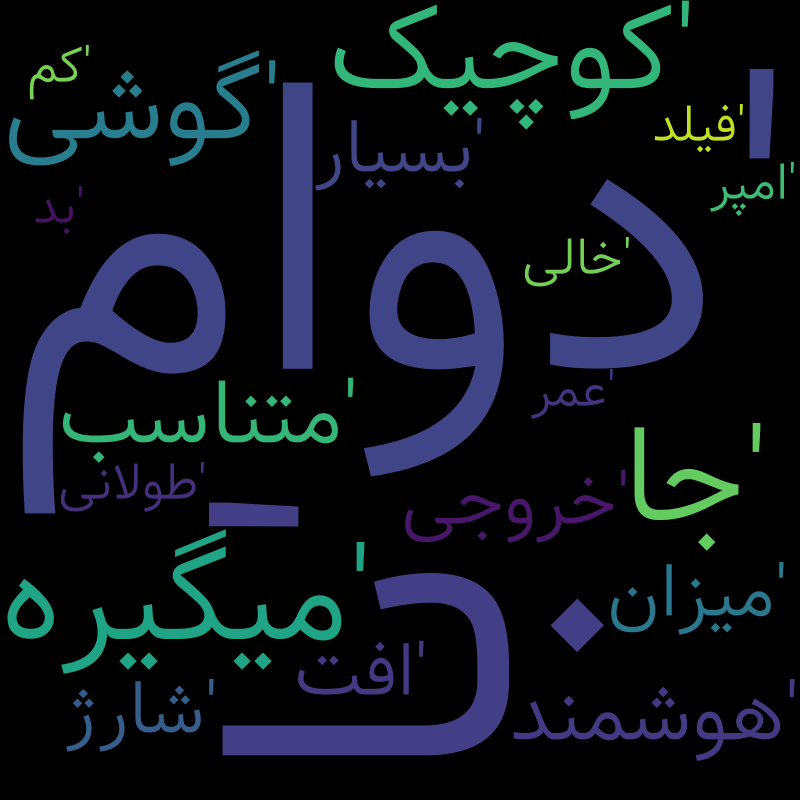 'کوچیک
'کم
'گوشی
'بسیار
'فیلد
'امپر
'بد
'دوام
'خالی
'عمر
'متناسب
'طولانی
'خروجی
'جا
'با
'میگیره
'میزان
'افت
'شارژ
'هوشمند